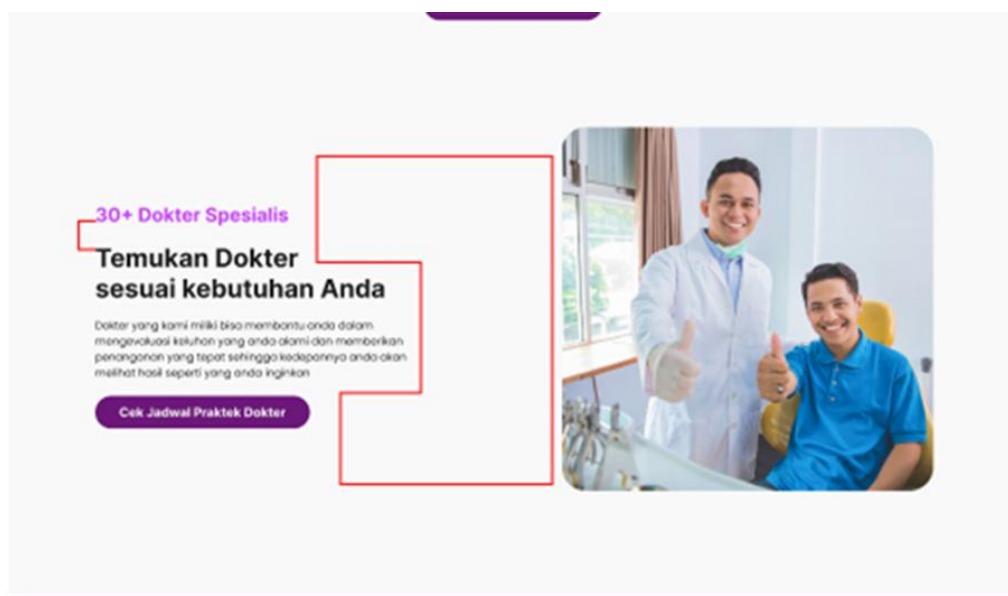 30+ Dokter Spesialis
Temukan Dokter
sesuai kebutuhan Anda
Dokter yang kami miliki bisa membantu anda dalam
mengevaluasi keluhan yang anda alami dan memberikan
penanganan yang tepat sehingga kedepannya anda akan
melihat hasil seperti yang anda inginkan
Cek Jadwal Praktek Dokter